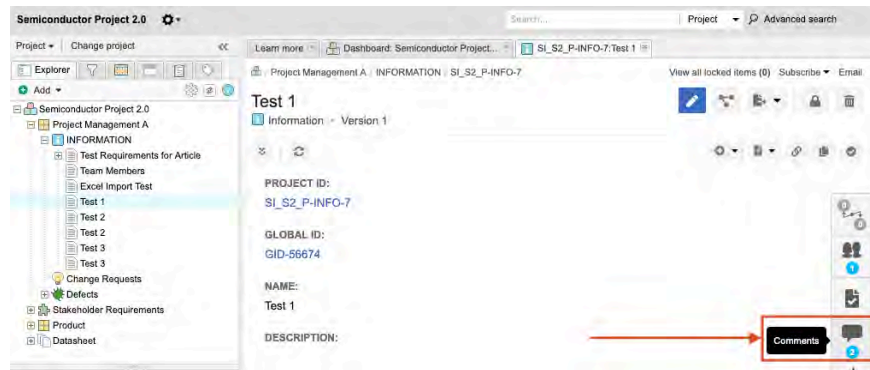 Semiconductor Project 2.0
Search...
Project
Advanced search
Project
Change project
Learn more
Dashboard: Semiconductor Project...
SI_S2_P-INFO-7:Test 1
Explorer
Project Management A / INFORMATION / SI_S2_P-INFO-7
View all locked items (0) Subscribe Email
Add
Semiconductor Project 2.0
Project Management A
INFORMATION
Test Requirements for Article
Team Members
Excel Import Test
Test 1
Test 2
Test 2
Test 3
Test 3
Change Requests
Defects
Stakeholder Requirements
Product
Datasheet
Test 1
Information • Version 1
PROJECT ID:
SI_S2_P-INFO-7
GLOBAL ID:
GID-56674
NAME:
Test 1
DESCRIPTION:
0
0
1
Comments
2